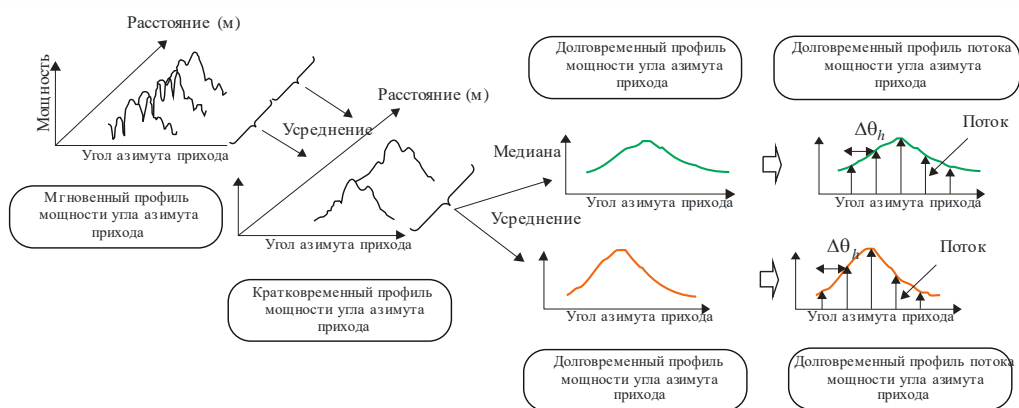 Расстояние (м)
Мощность
Угол азимута прихода
Мгновенный профиль
мощности угла азимута
прихода
Усреднение
Расстояние (м)
Угол азимута прихода
Кратковременный профиль
мощности угла азимута
прихода
Медиана
Усреднение
Долговременный профиль
мощности угла азимута
прихода
Угол азимута прихода
Долговременный профиль потока
мощности угла азимута
прихода
Δθh
Поток
Угол азимута прихода
Угол азимута прихода
Долговременный профиль
мощности угла азимута
прихода
Δθh
Поток
Угол азимута прихода
Долговременный профиль потока
мощности угла азимута
прихода